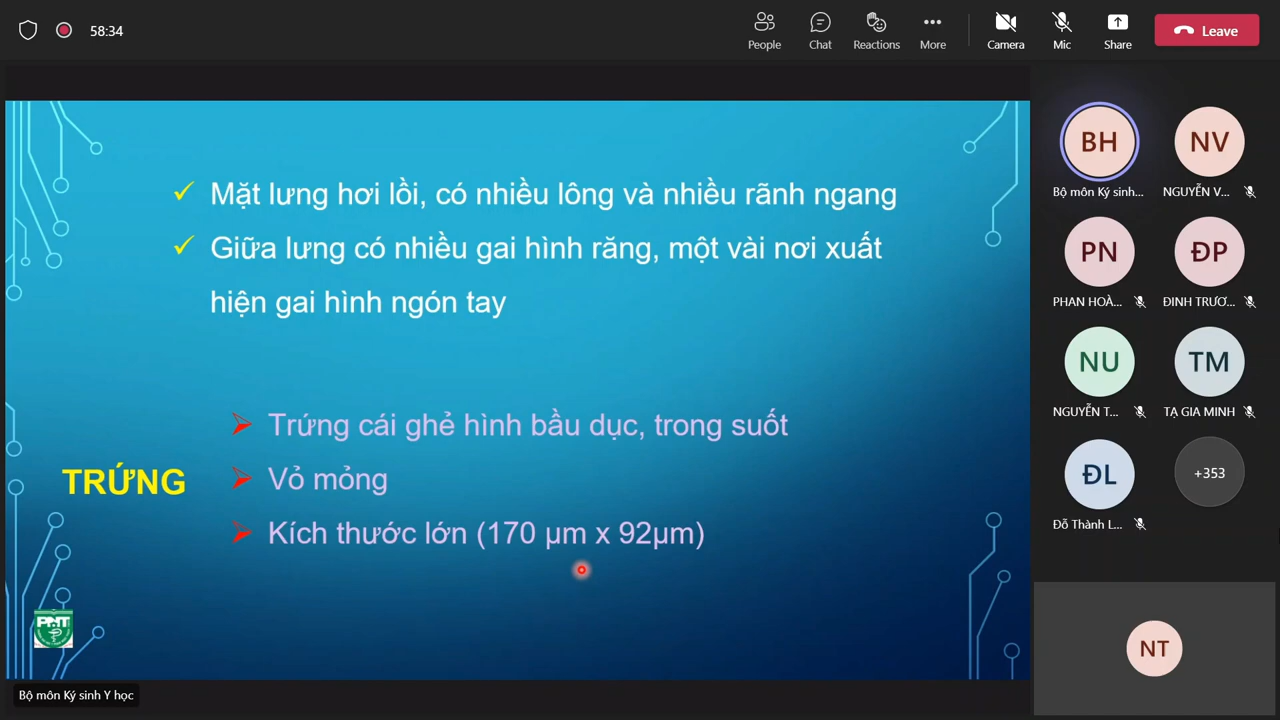 58:34
People
Chat
Reactions
More
Camera
Mic
Share
Leave
Mặt lưng hơi lồi, có nhiều lông và nhiều rãnh ngang
Giữa lưng có nhiều gai hình răng, một vài nơi xuất
hiện gai hình ngón tay
TRỨNG
Trứng cái ghẻ hình bầu dục, trong suốt
Vỏ mỏng
Kích thước lớn (170 µm x 92µm)
PNT
Bộ môn Ký sinh Y học
BH
Bộ môn Ký sinh...
NV
NGUYỄN V...
PN
PHAN HOÀ...
ĐP
ĐINH TRƯƠ...
NU
NGUYỄN T...
TM
TẠ GIA MINH
ĐL
Đỗ Thành L...
+353
NT